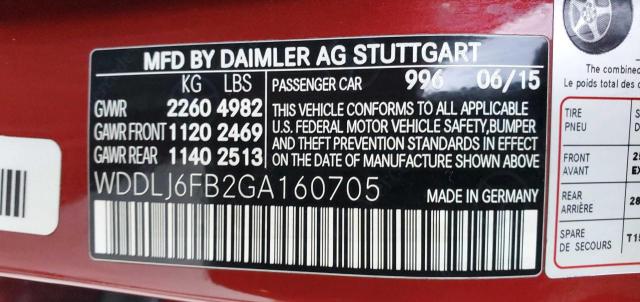 MFD BY DAIMLER AG STUTTGART
KG LBS
GVWR 2260 4982
GAWR FRONT 1120 2469
GAWR REAR 1140 2513
PASSENGER CAR 996 06/15
THIS VEHICLE CONFORMS TO ALL APPLICABLE
U.S. FEDERAL MOTOR VEHICLE SAFETY,BUMPER
AND THEFT PREVENTION STANDARDS IN EFFECT
ON THE DATE OF MANUFACTURE SHOWN ABOVE.
WDDLJ6FB2GA160705
MADE IN GERMANY
The combined
Le poids total des
TIRE
PNEU
FRONT
AVANT
REAR
ARRIÈRE
28
SPARE
DE SECOURS